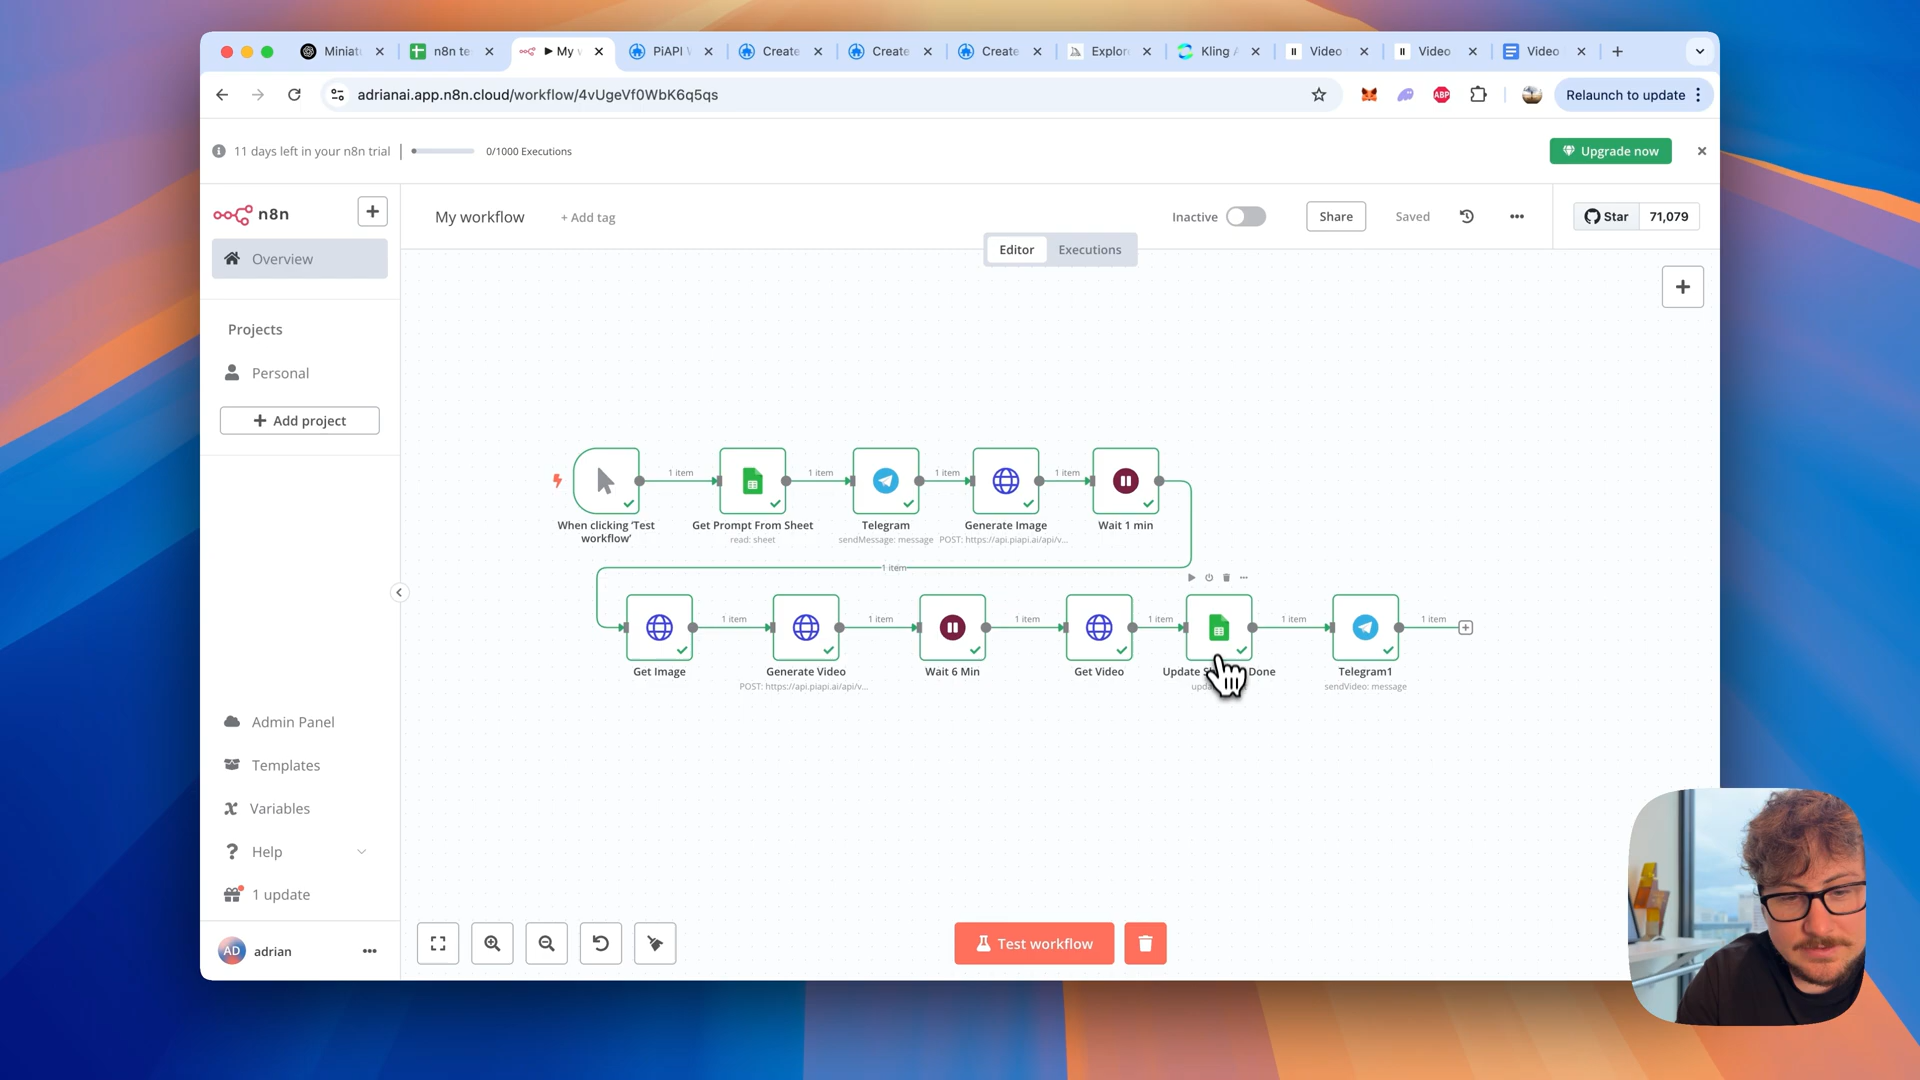 Miniat
n8n te
My
PiAPI
Create
Create
Create
Explor
Kling
Video
Video
Video
adrianai.app.n8n.cloud/workflow/4vUgeVf0WbK6q5qs
ABP
Relaunch to update
11 days left in your n8n trial
0/1000 Executions
Upgrade now
n8n
My workflow
+ Add tag
Inactive
Share
Saved
Star
71,079
Editor
Executions
Overview
Projects
Personal
Add project
1 item
1 item
1 item
1 item
When clicking ‘Test workflow’
Get Prompt From Sheet
read: sheet
Telegram
sendMessage: message
Generate Image
POST: https://api.piapi.ai/api/v...
Wait 1 min
1 item
1 item
1 item
1 item
1 item
1 item
1 item
Get Image
Generate Video
POST: https://api.piapi.ai/api/v...
Wait 6 Min
Get Video
Update Done
Telegram1
sendVideo: message
Admin Panel
Templates
Variables
Help
1 update
AD
adrian
Test workflow